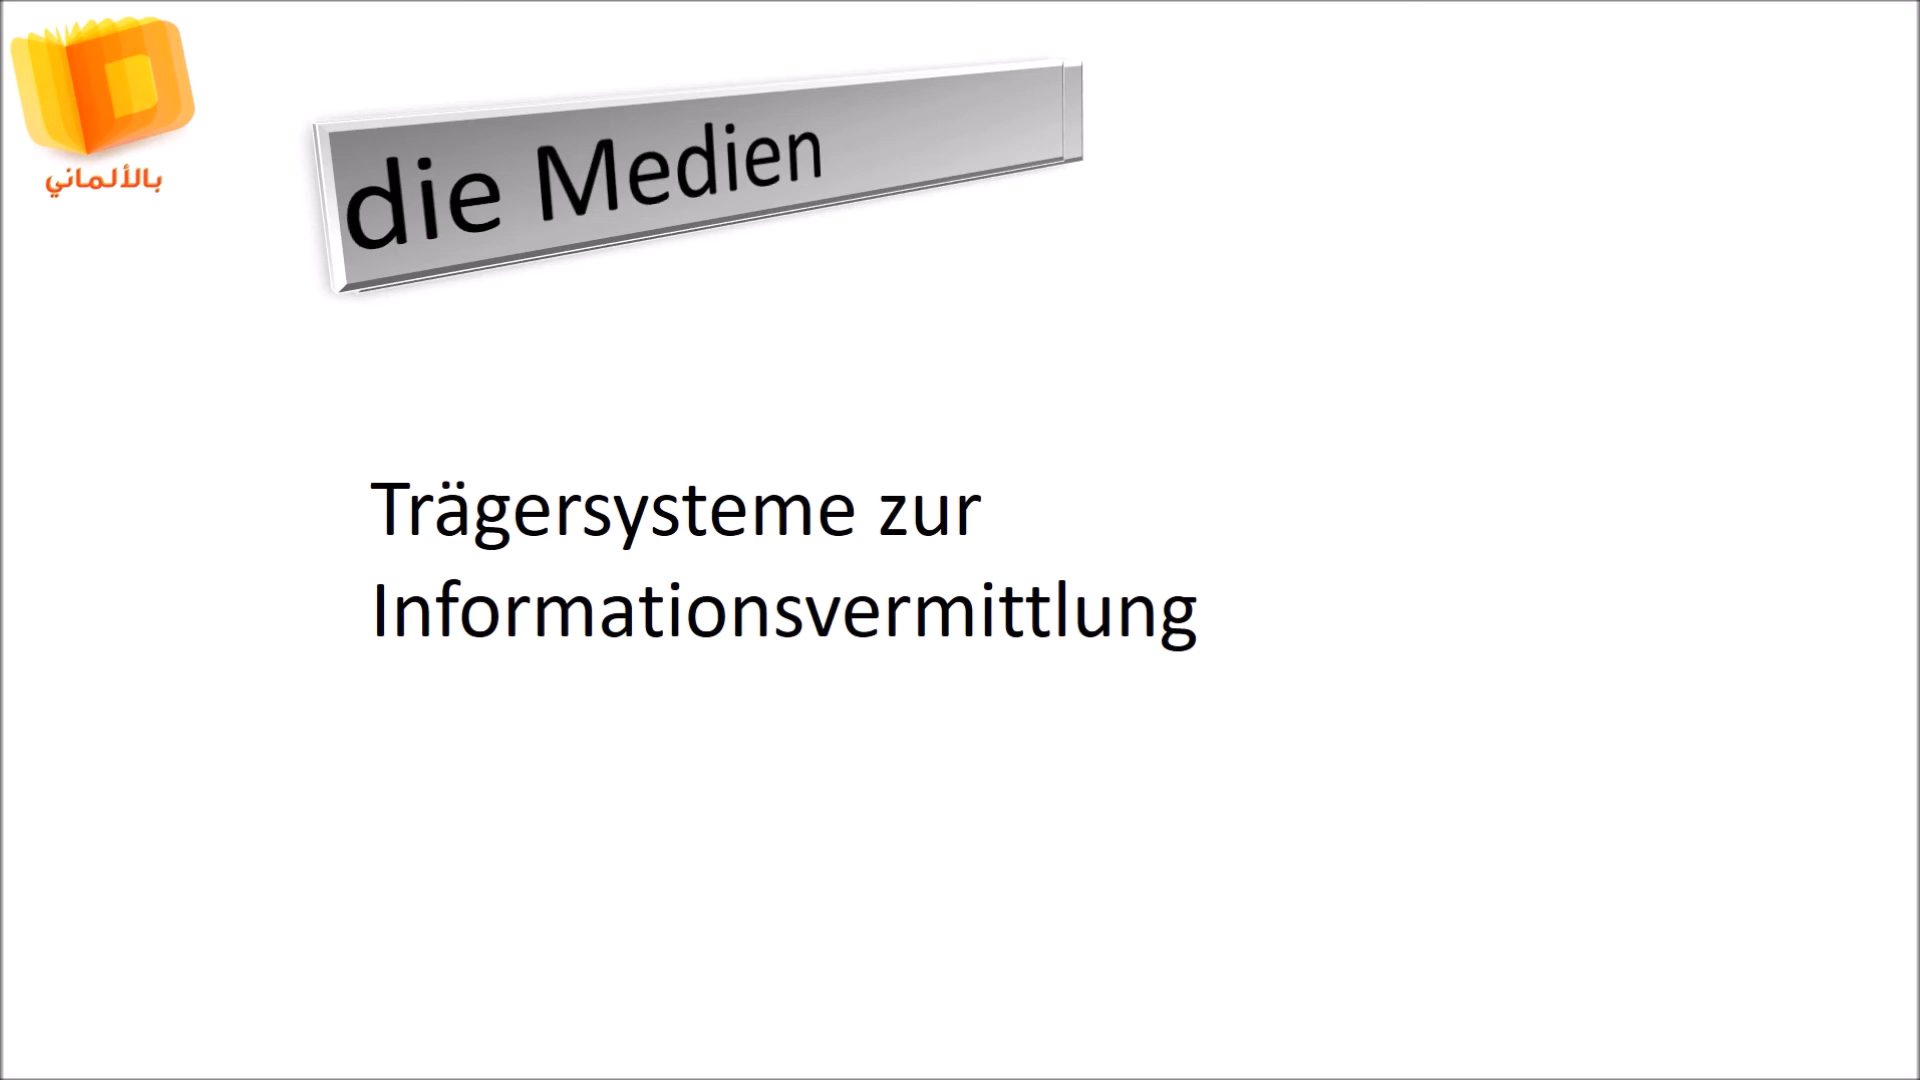 بالألماني
die Medien
Trägersysteme zur
Informationsvermittlung